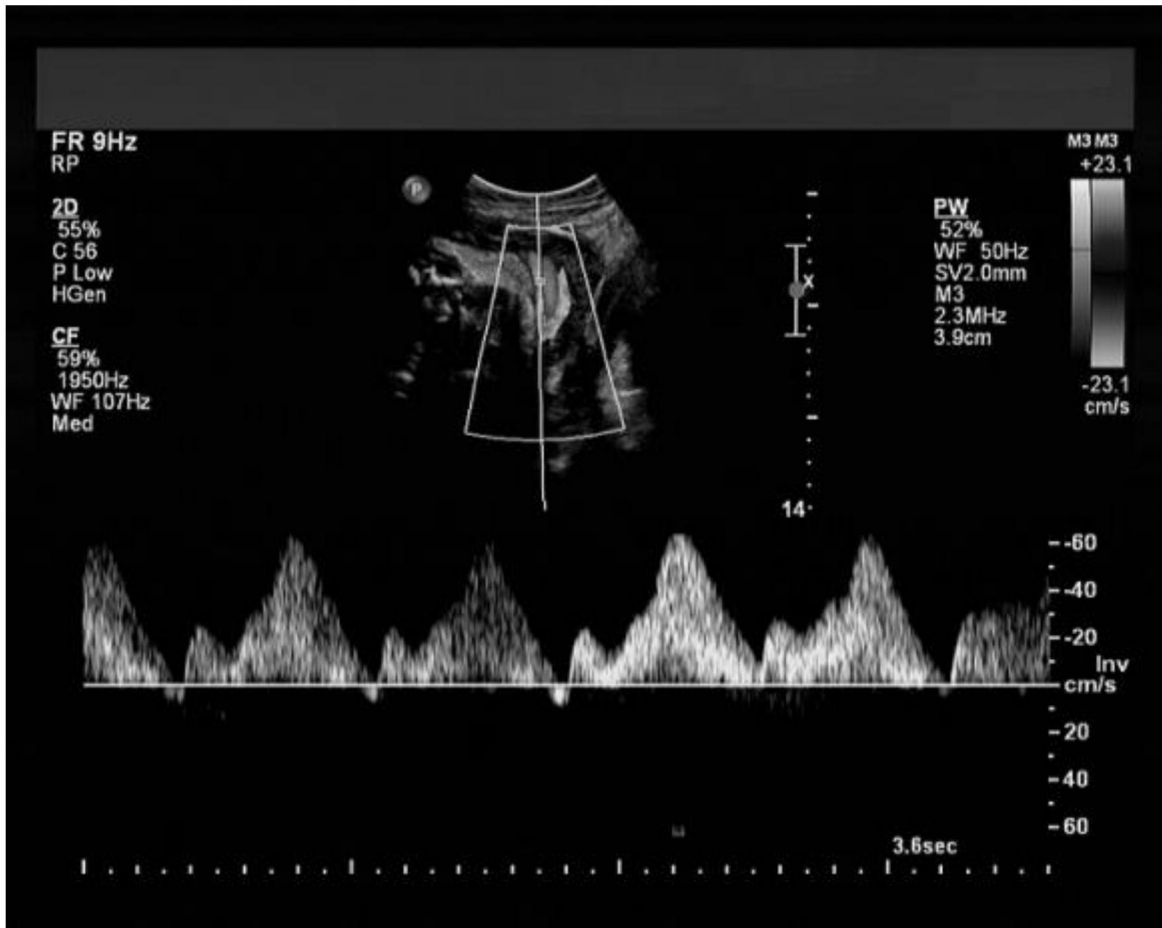 FR 9Hz
RP
2D
55%
C 56
P Low
HGen
CF
59%
1950Hz
WF 107Hz
Med
P
X
14
M3 M3
+23.1
-23.1
cm/s
PW
52%
WF 50Hz
SV2.0mm
M3
2.3MHz
3.9cm
-60
-40
-20
Inv
cm/s
20
40
60
3.6sec